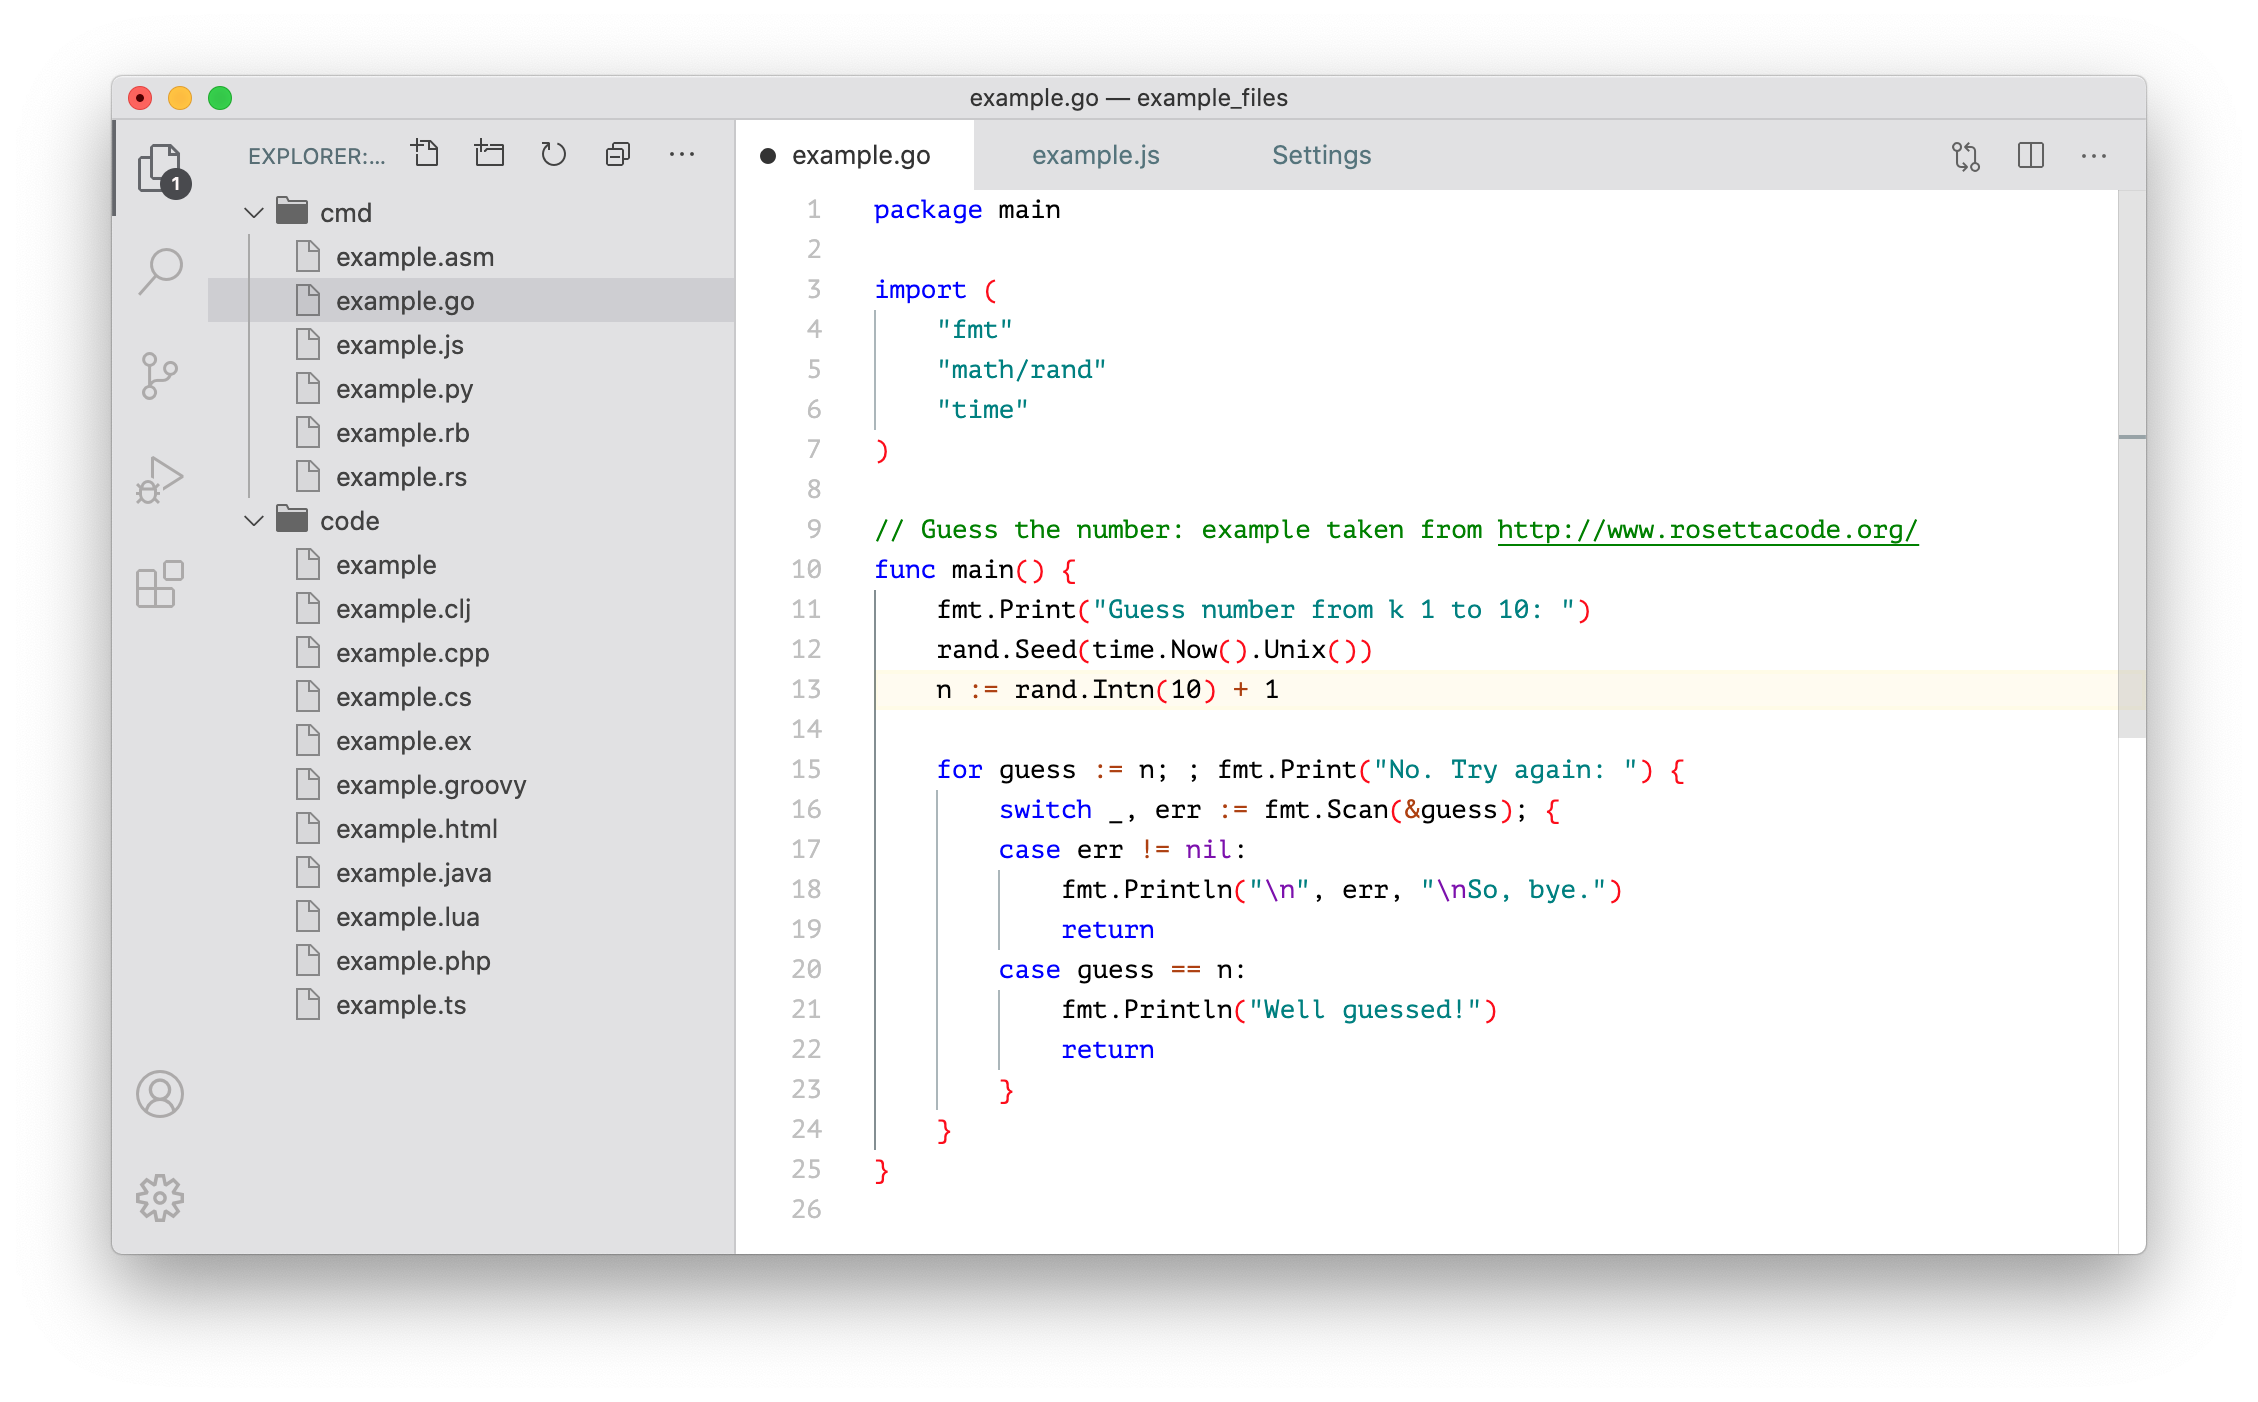 example.go — example_files
EXPLORER:...
1
cmd
example.asm
example.go
example.js
example.py
example.rb
example.rs
code
example
example.clj
example.cpp
example.cs
example.ex
example.groovy
example.html
example.java
example.lua
example.php
example.ts
example.go example.js Settings
1 package main
2
3 import (
4     "fmt"
5     "math/rand"
6     "time"
7 )
8
9 // Guess the number: example taken from http://www.rosettacode.org/
10 func main() {
11     fmt.Print("Guess number from k 1 to 10: ")
12     rand.Seed(time.Now().Unix())
13     n := rand.Intn(10) + 1
14
15     for guess := n; ; fmt.Print("No. Try again: ") {
16         switch _, err := fmt.Scan(&guess); {
17         case err != nil:
18             fmt.Println("\n", err, "\nSo, bye.")
19             return
20         case guess == n:
21             fmt.Println("Well guessed!")
22             return
23         }
24     }
25 }
26